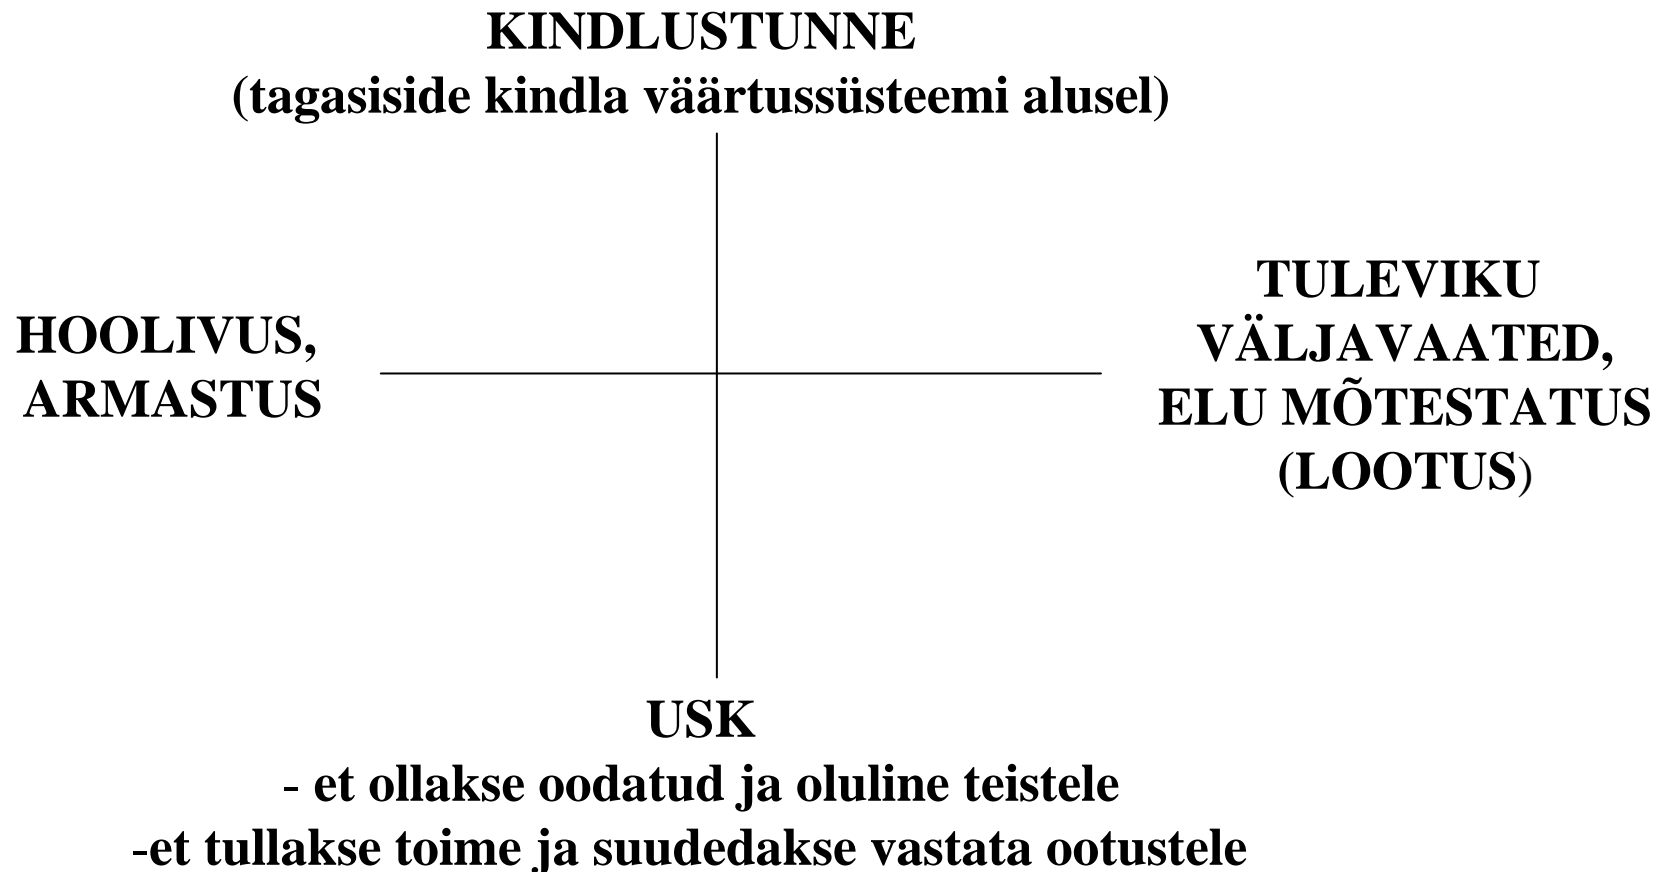 KINDLUSTUNNE
(tagasiside kindla väärtussüsteemi alusel)
HOOLIVUS,
ARMASTUS
TULEVIKU
VÄLJAVAATED,
ELU MÕTESTATUS
(LOOTUS)
USK
- et ollakse oodatud ja oluline teistele
-et tullakse toime ja suudedakse vastata ootustele